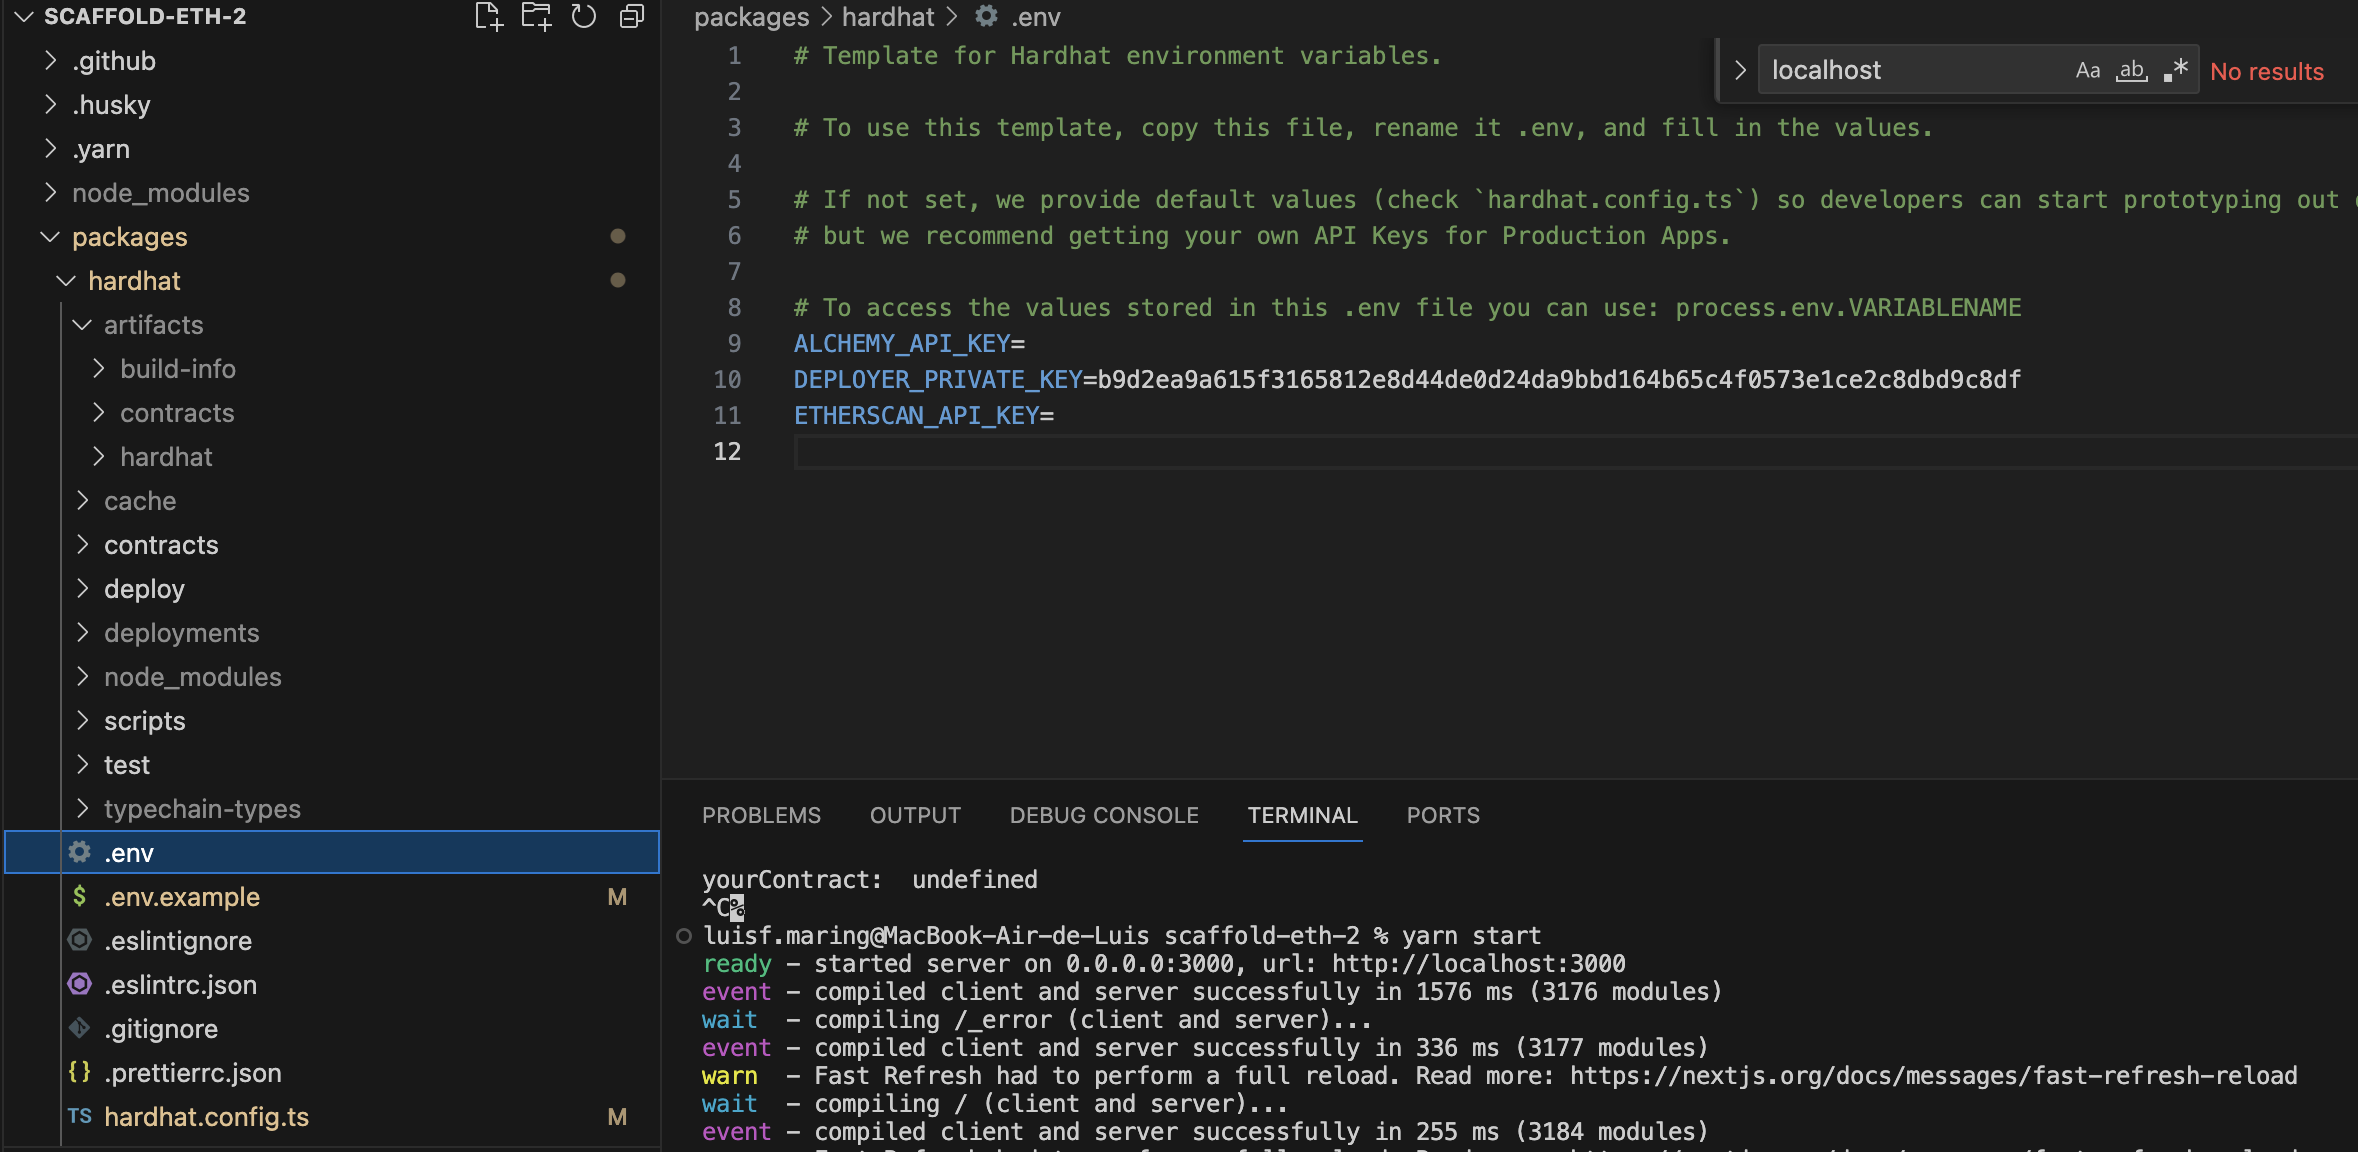 SCAFFOLD-ETH-2
.github
.husky
.yarn
node_modules
packages
hardhat
artifacts
build-info
contracts
hardhat
cache
contracts
deploy
deployments
node_modules
scripts
test
typechain-types
.env
$ .env.example M
.eslintignore
.eslintrc.json
.gitignore
{} .prettierrc.json
TS hardhat.config.ts M
packages > hardhat > .env
localhost Aa ab .* No results
1 # Template for Hardhat environment variables.
2
3 # To use this template, copy this file, rename it .env, and fill in the values.
4
5 # If not set, we provide default values (check `hardhat.config.ts`) so developers can start prototyping out
6 # but we recommend getting your own API Keys for Production Apps.
7
8 # To access the values stored in this .env file you can use: process.env.VARIABLENAME
9 ALCHEMY_API_KEY=
10 DEPLOYER_PRIVATE_KEY=b9d2ea9a615f3165812e8d44de0d24da9bbd164b65c4f0573e1ce2c8dbd9c8df
11 ETHERSCAN_API_KEY=
12
PROBLEMS OUTPUT DEBUG CONSOLE TERMINAL PORTS
yourContract:  undefined
^C%
luisf.maring@MacBook-Air-de-Luis scaffold-eth-2 % yarn start
ready - started server on 0.0.0.0:3000, url: http://localhost:3000
event - compiled client and server successfully in 1576 ms (3176 modules)
wait  - compiling /_error (client and server)...
event - compiled client and server successfully in 336 ms (3177 modules)
warn  - Fast Refresh had to perform a full reload. Read more: https://nextjs.org/docs/messages/fast-refresh-reload
wait  - compiling / (client and server)...
event - compiled client and server successfully in 255 ms (3184 modules)